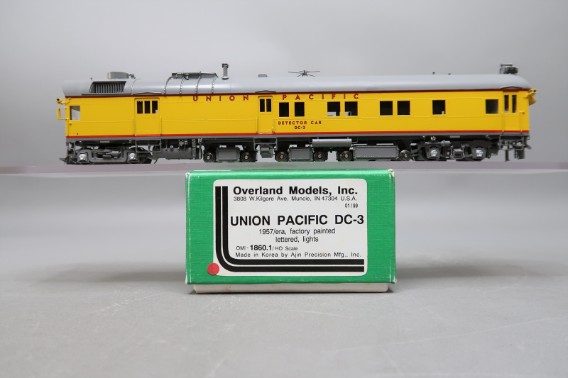 UNION PACIFIC
DETECTOR CAR
DC-3
Overland Models, Inc.
3808 W.Kilgore Ave. Muncie, IN 47304 U.S.A.
01/99
UNION PACIFIC DC-3
1957/era, factory painted
lettered, lights
OMI-1860.1/HO Scale
Made in Korea by Ajin Precision Mfg., Inc.